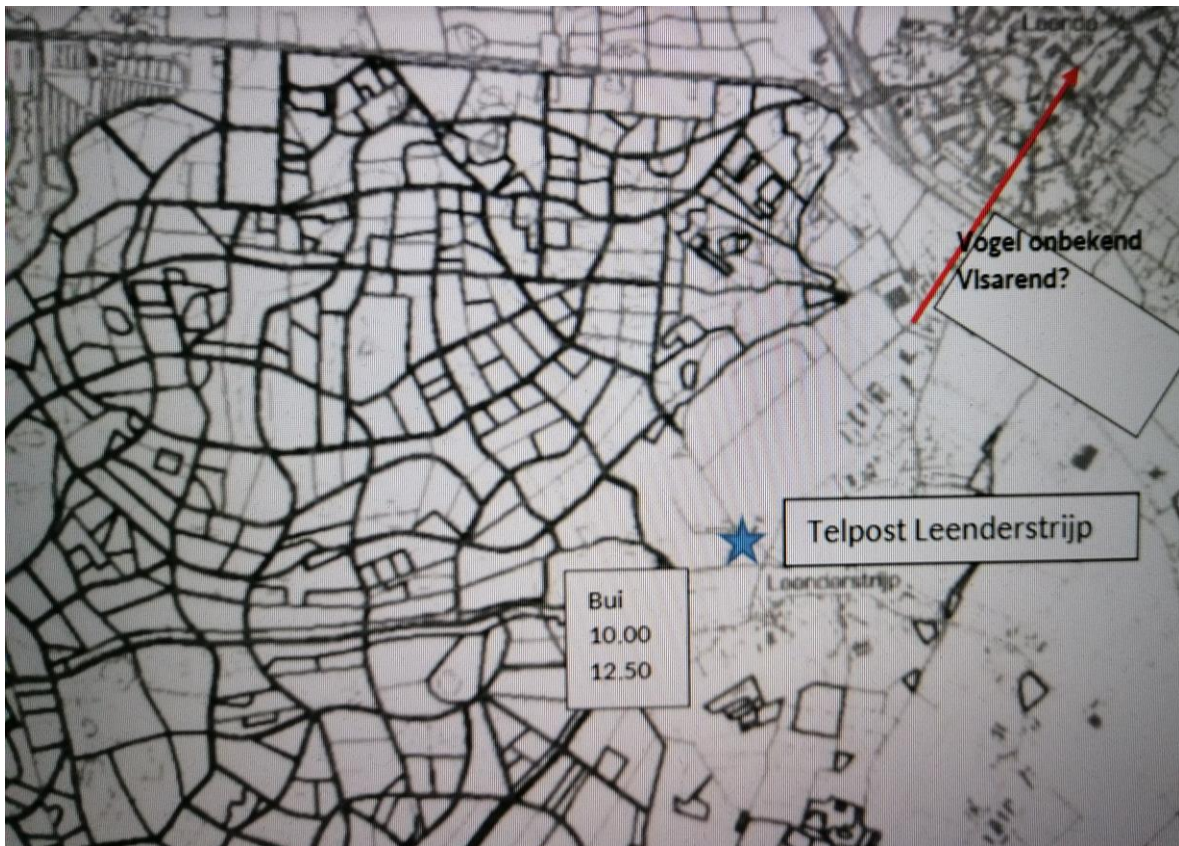 Vogel onbekend
VIsarend?
Telpost Leenderstrijp
Leenderstrijp
Bui
10.00
12.50